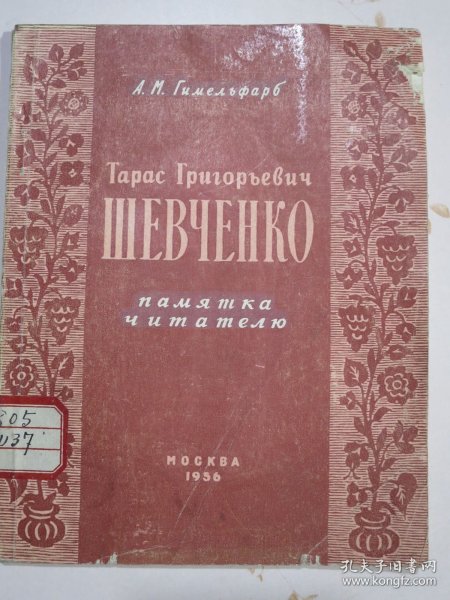 А. М. Гимельфарб
Тарас Григорьевич
ШЕВЧЕНКО
памятка
читателю
МОСКВА
1956
孔夫子旧书网
www.kongfz.com